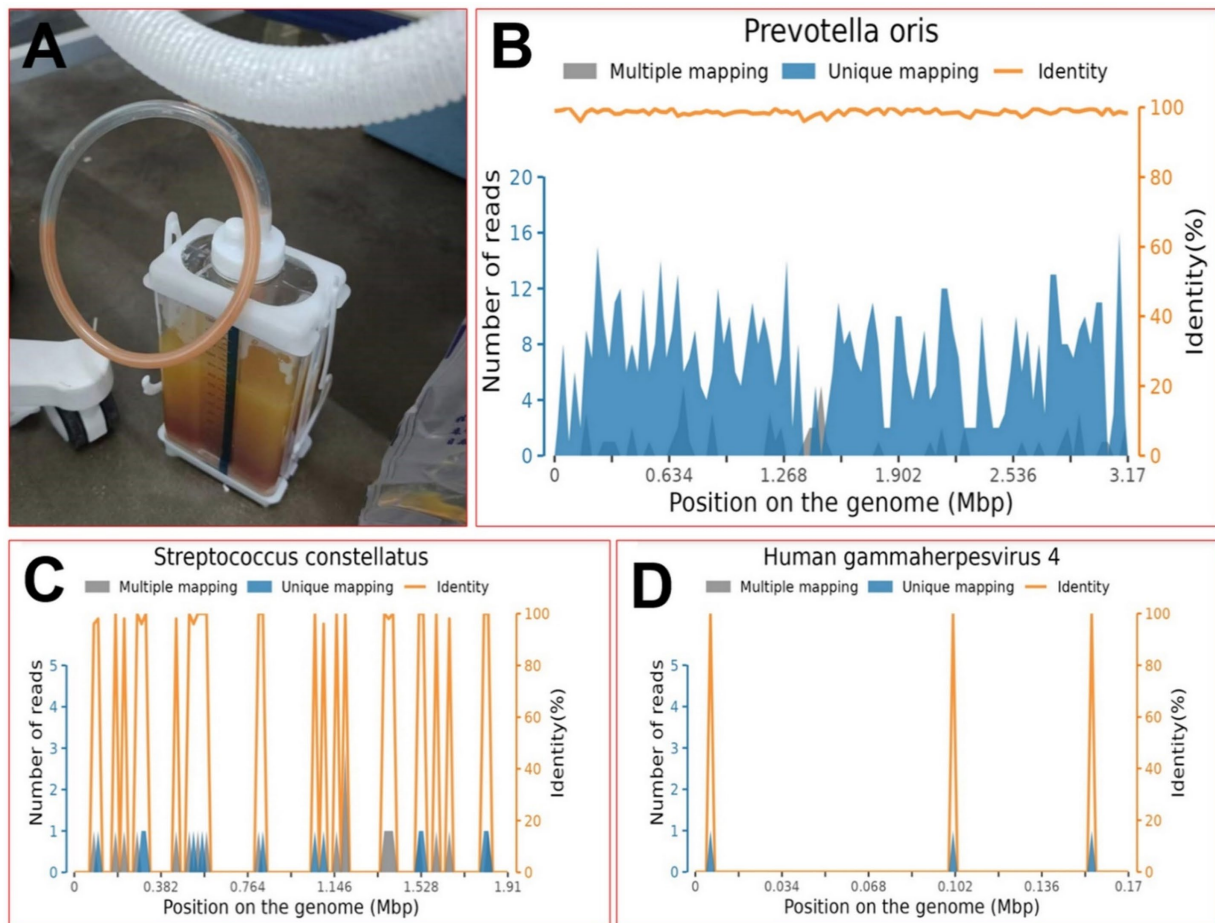 A
B
Prevotella oris
Multiple mapping Unique mapping Identity
Number of reads
20
16
12
8
4
0
100
80
60
40
20
0
Identity(%)
0 0.634 1.268 1.902 2.536 3.17
Position on the genome (Mbp)
C
Streptococcus constellatus
Multiple mapping Unique mapping Identity
Number of reads
5
4
3
2
1
0
100
80
60
40
20
0
Identity(%)
0 0.382 0.764 1.146 1.528 1.91
Position on the genome (Mbp)
D
Human gammaherpesvirus 4
Multiple mapping Unique mapping Identity
Number of reads
5
4
3
2
1
0
100
80
60
40
20
0
Identity(%)
0 0.034 0.068 0.102 0.136 0.17
Position on the genome (Mbp)